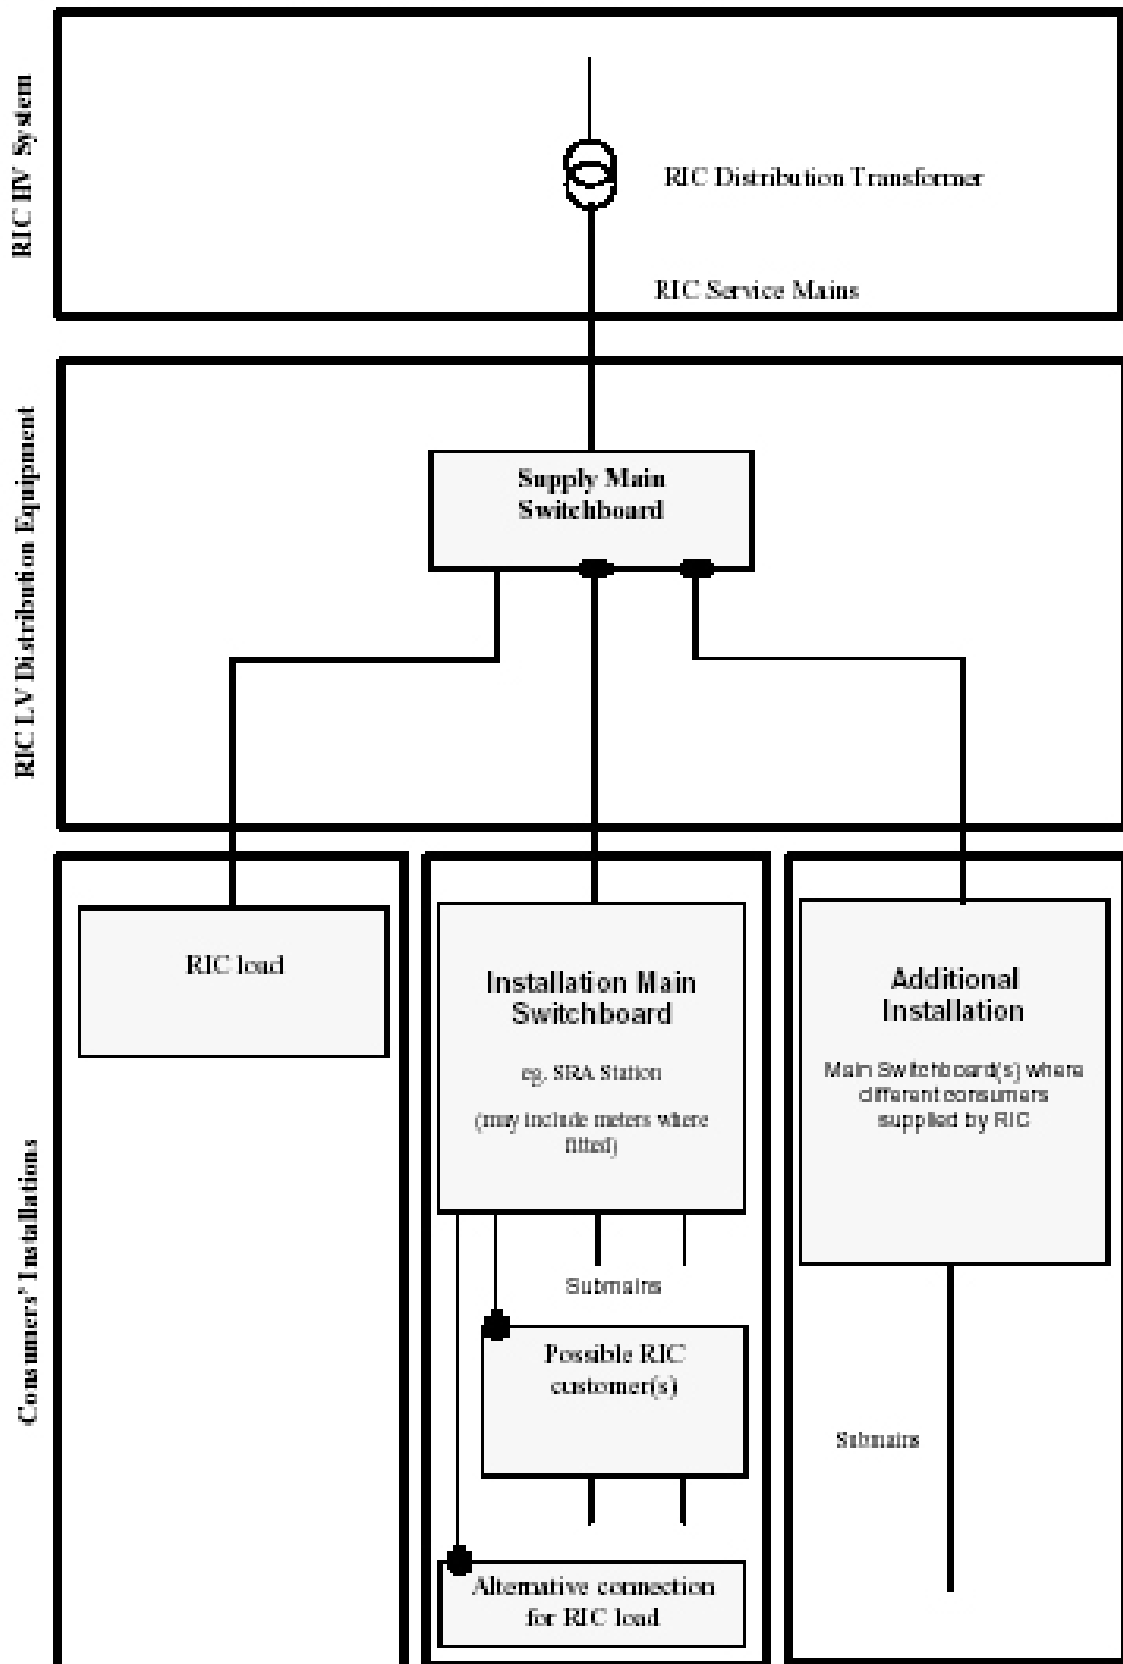 RIC HV System
RIC Distribution Transformer
RIC Service Mains
RIC LV Distribution Equipment
Supply Main
Switchboard
Consumers' Installations
RIC load
Installation Main
Switchboard
eg. SRA Station
(may include meters where
fitted)
Submains
Possible RIC
customer(s)
Alternative connection
for RIC load
Additional
Installation
Main Switchboard(s) where
different consumers
supplied by RIC
Submains